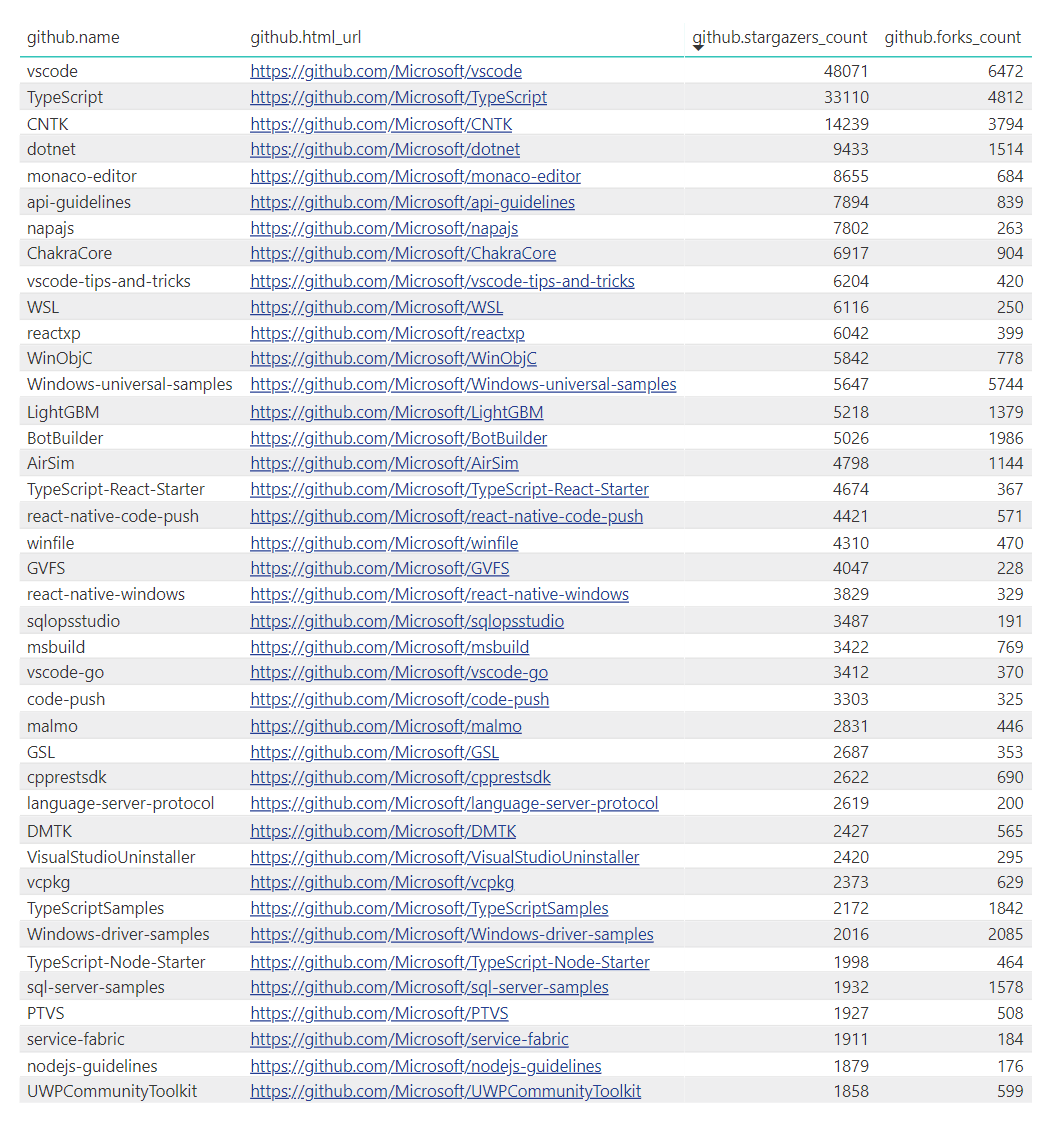 github.name github.html_url github.stargazers_count github.forks_count
vscode https://github.com/Microsoft/vscode 48071 6472
TypeScript https://github.com/Microsoft/TypeScript 33110 4812
CNTK https://github.com/Microsoft/CNTK 14239 3794
dotnet https://github.com/Microsoft/dotnet 9433 1514
monaco-editor https://github.com/Microsoft/monaco-editor 8655 684
api-guidelines https://github.com/Microsoft/api-guidelines 7894 839
napajs https://github.com/Microsoft/napajs 7802 263
ChakraCore https://github.com/Microsoft/ChakraCore 6917 904
vscode-tips-and-tricks https://github.com/Microsoft/vscode-tips-and-tricks 6204 420
WSL https://github.com/Microsoft/WSL 6116 250
reactxp https://github.com/Microsoft/reactxp 6042 399
WinObjC https://github.com/Microsoft/WinObjC 5842 778
Windows-universal-samples https://github.com/Microsoft/Windows-universal-samples 5647 5744
LightGBM https://github.com/Microsoft/LightGBM 5218 1379
BotBuilder https://github.com/Microsoft/BotBuilder 5026 1986
AirSim https://github.com/Microsoft/AirSim 4798 1144
TypeScript-React-Starter https://github.com/Microsoft/TypeScript-React-Starter 4674 367
react-native-code-push https://github.com/Microsoft/react-native-code-push 4421 571
winfile https://github.com/Microsoft/winfile 4310 470
GVFS https://github.com/Microsoft/GVFS 4047 228
react-native-windows https://github.com/Microsoft/react-native-windows 3829 329
sqlopsstudio https://github.com/Microsoft/sqlopsstudio 3487 191
msbuild https://github.com/Microsoft/msbuild 3422 769
vscode-go https://github.com/Microsoft/vscode-go 3412 370
code-push https://github.com/Microsoft/code-push 3303 325
malmo https://github.com/Microsoft/malmo 2831 446
GSL https://github.com/Microsoft/GSL 2687 353
cpprestsdk https://github.com/Microsoft/cpprestsdk 2622 690
language-server-protocol https://github.com/Microsoft/language-server-protocol 2619 200
DMTK https://github.com/Microsoft/DMTK 2427 565
VisualStudioUninstaller https://github.com/Microsoft/VisualStudioUninstaller 2420 295
vcpkg https://github.com/Microsoft/vcpkg 2373 629
TypeScriptSamples https://github.com/Microsoft/TypeScriptSamples 2172 1842
Windows-driver-samples https://github.com/Microsoft/Windows-driver-samples 2016 2085
TypeScript-Node-Starter https://github.com/Microsoft/TypeScript-Node-Starter 1998 464
sql-server-samples https://github.com/Microsoft/sql-server-samples 1932 1578
PTVS https://github.com/Microsoft/PTVS 1927 508
service-fabric https://github.com/Microsoft/service-fabric 1911 184
nodejs-guidelines https://github.com/Microsoft/nodejs-guidelines 1879 176
UWPCommunityToolkit https://github.com/Microsoft/UWPCommunityToolkit 1858 599